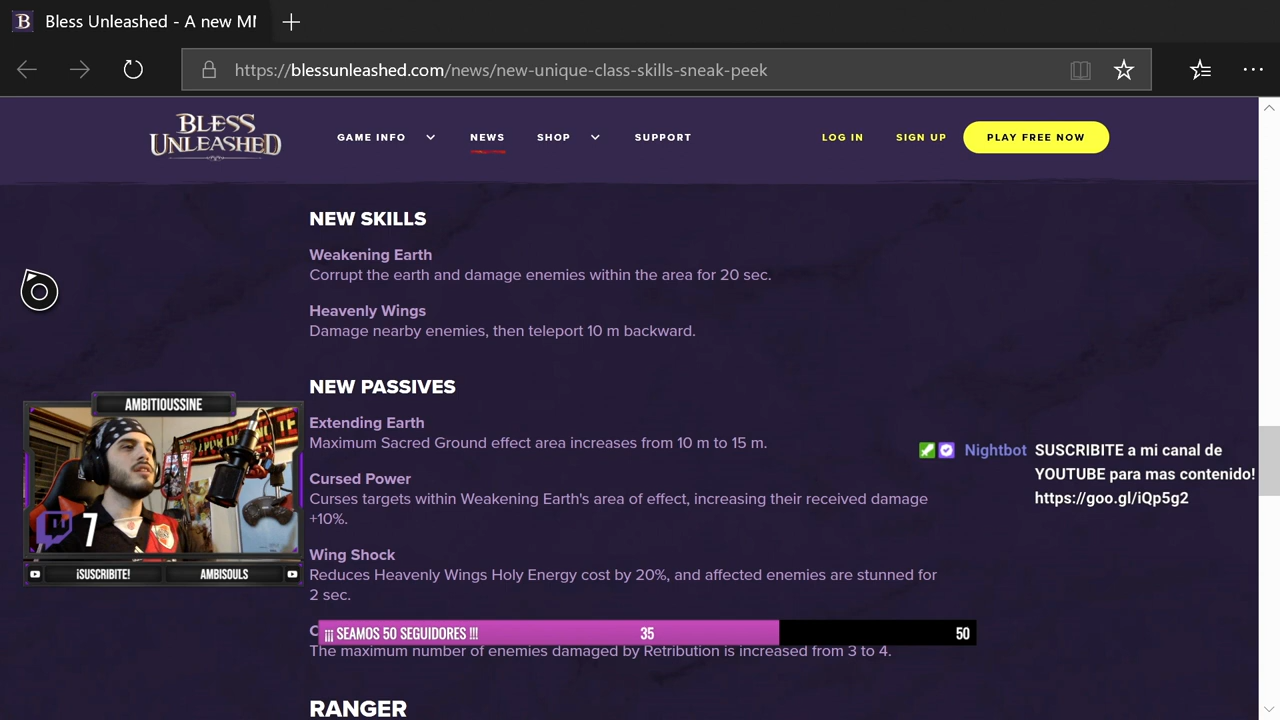 Bless Unleashed - A new MI
https://blessunleashed.com/news/new-unique-class-skills-sneak-peek
BLESS
UNLEASHED
GAME INFO
NEWS
SHOP
SUPPORT
LOG IN
SIGN UP
PLAY FREE NOW
NEW SKILLS
Weakening Earth
Corrupt the earth and damage enemies within the area for 20 sec.
Heavenly Wings
Damage nearby enemies, then teleport 10 m backward.
NEW PASSIVES
Extending Earth
Maximum Sacred Ground effect area increases from 10 m to 15 m.
Cursed Power
Curses targets within Weakening Earth's area of effect, increasing their received damage
+10%.
Wing Shock
Reduces Heavenly Wings Holy Energy cost by 20%, and affected enemies are stunned for
2 sec.
C
¡¡¡ SEAMOS 50 SEGUIDORES !!! 35 50
The maximum number of enemies damaged by Retribution is increased from 3 to 4.
RANGER
AMBITIOUSSINE
7
¡SUSCRIBITE!
AMBISOULS
Nightbot SUSCRIBITE a mi canal de
YOUTUBE para mas contenido!
https://goo.gl/iQp5g2